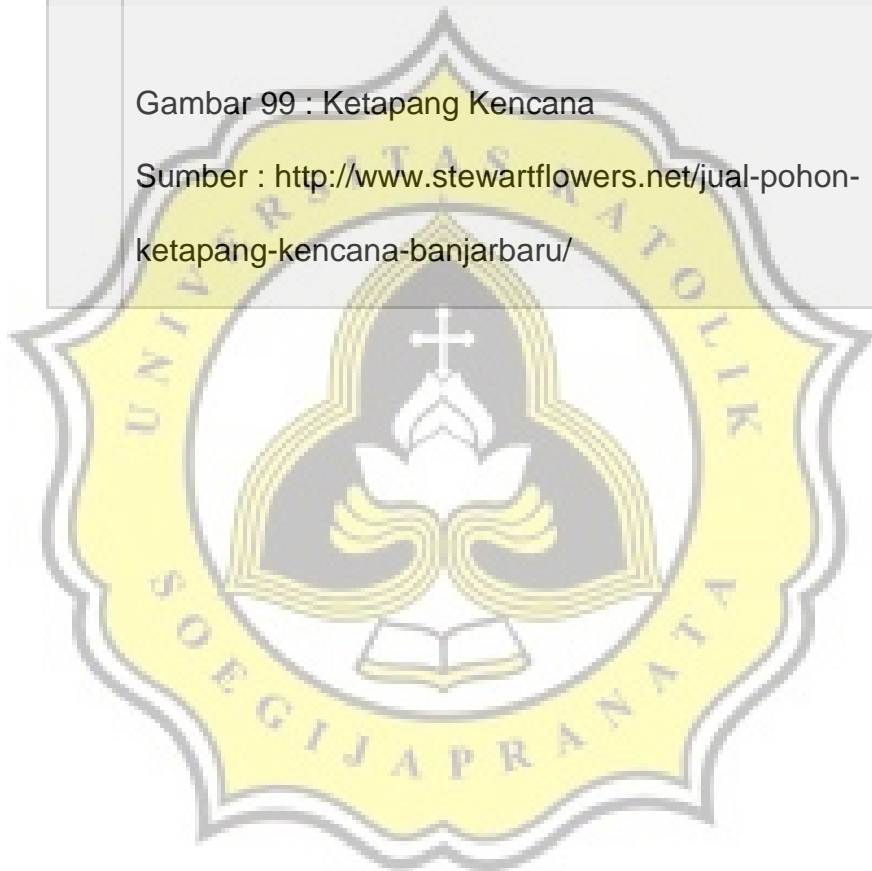 Gambar 99 : Ketapang Kencana
Sumber : http://www.stewartflowers.net/jual-pohon-
ketapang-kencana-banjarbaru/
UNIVERSITAS KATOLIK
SOEGIJAPRANATA